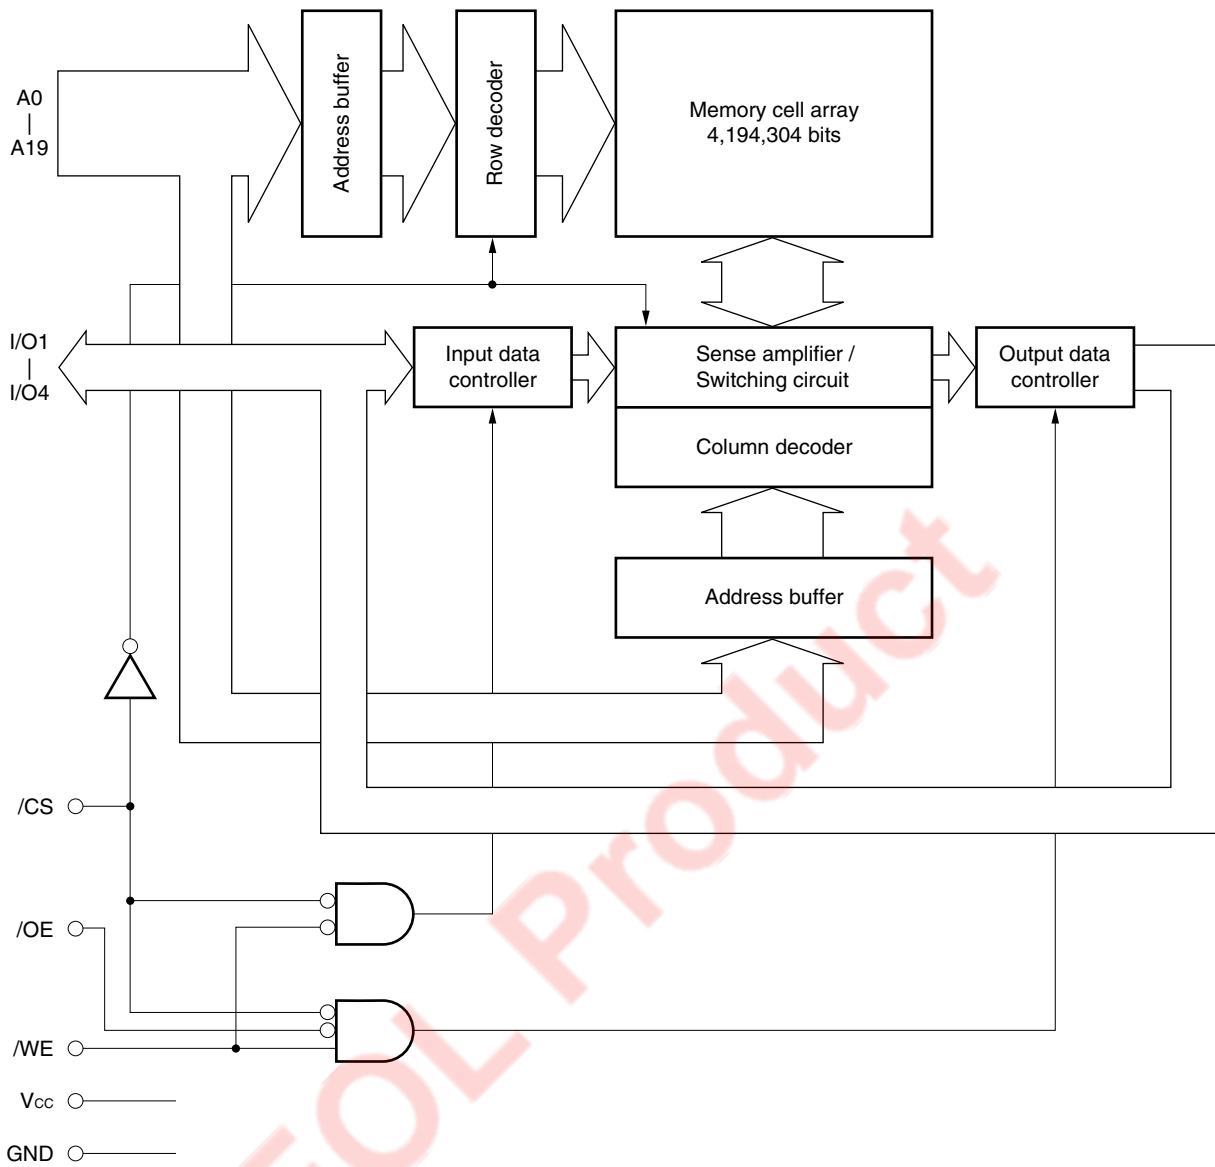 A0
A19
Address buffer
Row decoder
Memory cell array
4,194,304 bits
I/O1
I/O4
Input data
controller
Sense amplifier /
Switching circuit
Output data
controller
Column decoder
Address buffer
/CS
/OE
/WE
VCC
GND
EOL Product